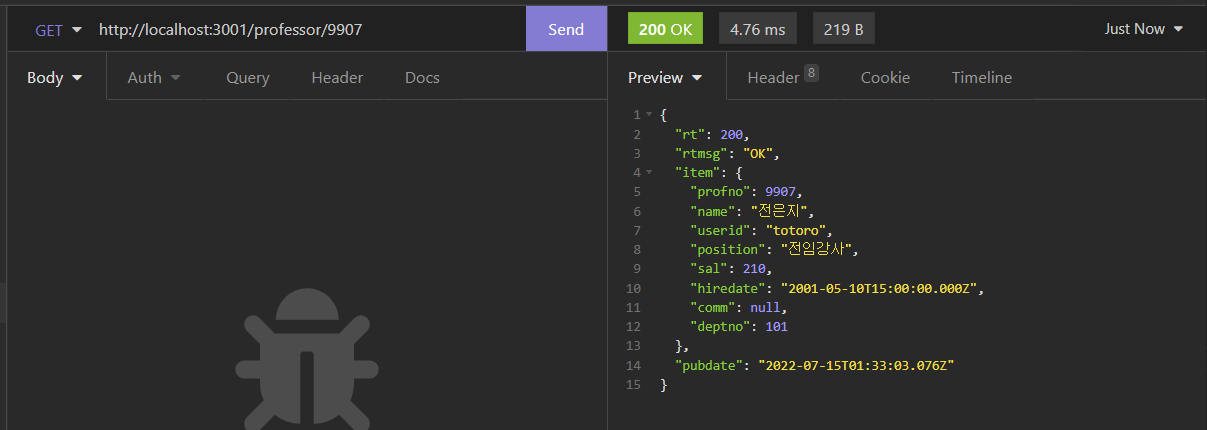 GET http://localhost:3001/professor/9907 Send 200 OK 4.76 ms 219 B Just Now
Body Auth Query Header Docs Preview Header 8 Cookie Timeline
1 {
2 "rt": 200,
3 "rtmsg": "OK",
4 "item": {
5 "profno": 9907,
6 "name": "전은지",
7 "userid": "totoro",
8 "position": "전임강사",
9 "sal": 210,
10 "hiredate": "2001-05-10T15:00:00.000Z",
11 "comm": null,
12 "deptno": 101
13 },
14 "pubdate": "2022-07-15T01:33:03.076Z"
15 }